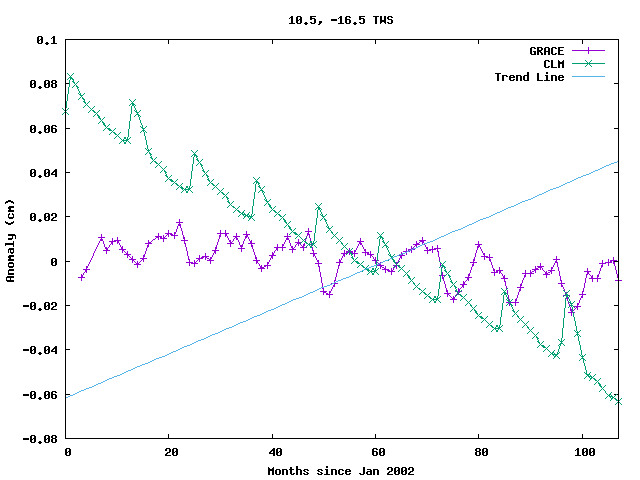 10.5, -16.5 TWS
0.1
0.08
0.06
0.04
0.02
0
-0.02
-0.04
-0.06
-0.08
Anomaly (cm)
GRACE
CLM
Trend Line
0 20 40 60 80 100
Months since Jan 2002